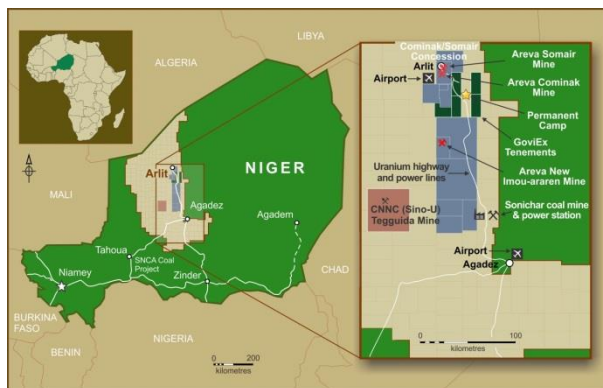 LIBYA
ALGERIA
NIGER
MALI
Arlit
Agadez
Agadem
Tahoua
SNCA Coal
Project
Niamey
Zinder
CHAD
BURKINA
FASO
BENIN
NIGERIA
0
200
kilometres
Cominak/Somair
Concession
Arlit
Airport
Areva Somair
Mine
Areva Cominak
Mine
Permanent
Camp
GoviEx
Tenements
Uranium highway
and power lines
Areva New
Imou-araren Mine
CNNC (Sino-U)
Tegguida Mine
Sonichar coal mine
& power station
Airport
Agadez
0
100
kilometres